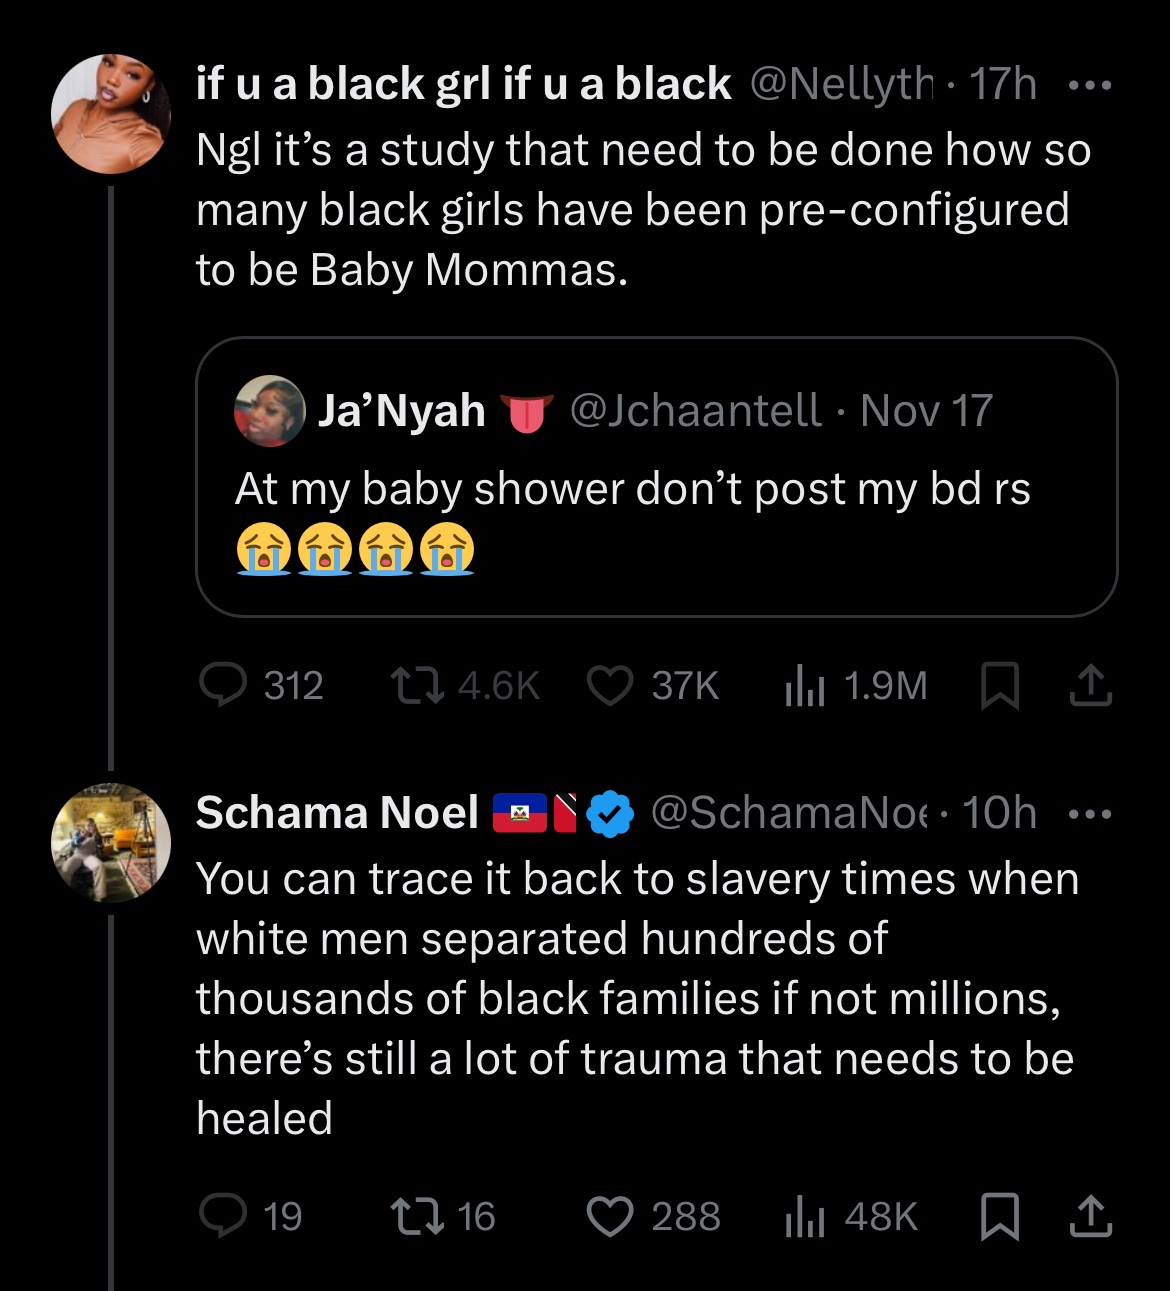 if u a black grl if u a black @Nellyth · 17h
Ngl it’s a study that need to be done how so
many black girls have been pre-configured
to be Baby Mommas.
Ja’Nyah 👅 @Jchaantell · Nov 17
At my baby shower don’t post my bd rs
😭😭😭😭
312 4.6K 37K 1.9M
Schama Noel 🇭🇹🇹🇹 @SchamaNoe · 10h
You can trace it back to slavery times when
white men separated hundreds of
thousands of black families if not millions,
there’s still a lot of trauma that needs to be
healed
19 16 288 48K